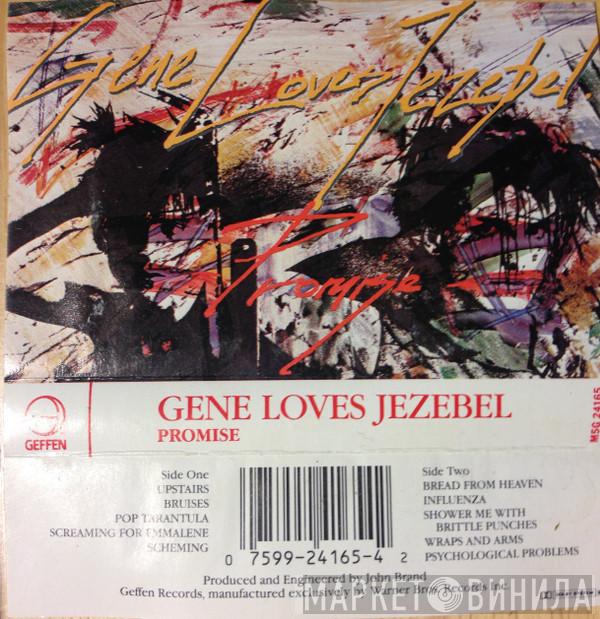 Gene Loves Jezebel
Promise
GEFFEN
GENE LOVES JEZEBEL
PROMISE
MSG 24165
Side One
UPSTAIRS
BRUISES
POP TARANTULA
SCREAMING FOR EMMALENE
SCHEMING
0 7599-24165-4 2
Side Two
BREAD FROM HEAVEN
INFLUENZA
SHOWER ME WITH
BRITTLE PUNCHES
WRAPS AND ARMS
PSYCHOLOGICAL PROBLEMS
Produced and Engineered by John Brand
Geffen Records, manufactured exclusively by Warner Bros. Records Inc.
МАРКЕТ ВИНИЛА